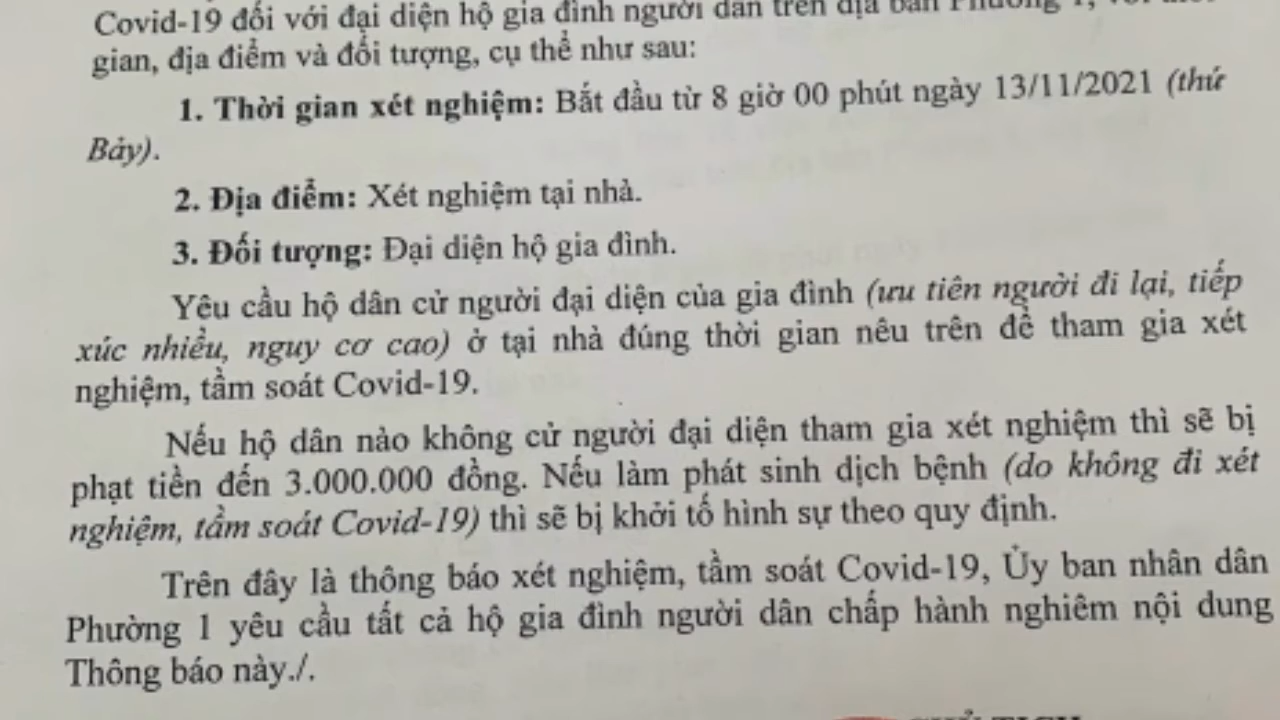 Covid-19 đối với đại diện hộ gia đình người dân trên địa bàn Phường 1, với thời
gian, địa điểm và đối tượng, cụ thể như sau:
1. Thời gian xét nghiệm: Bắt đầu từ 8 giờ 00 phút ngày 13/11/2021 (thứ
Bảy).
2. Địa điểm: Xét nghiệm tại nhà.
3. Đối tượng: Đại diện hộ gia đình.
Yêu cầu hộ dân cử người đại diện của gia đình (ưu tiên người đi lại, tiếp
xúc nhiều, nguy cơ cao) ở tại nhà đúng thời gian nêu trên để tham gia xét
nghiệm, tầm soát Covid-19.
Nếu hộ dân nào không cử người đại diện tham gia xét nghiệm thì sẽ bị
phạt tiền đến 3.000.000 đồng. Nếu làm phát sinh dịch bệnh (do không đi xét
nghiệm, tầm soát Covid-19) thì sẽ bị khởi tố hình sự theo quy định.
Trên đây là thông báo xét nghiệm, tầm soát Covid-19, Ủy ban nhân dân
Phường 1 yêu cầu tất cả hộ gia đình người dân chấp hành nghiêm nội dung
Thông báo này./.